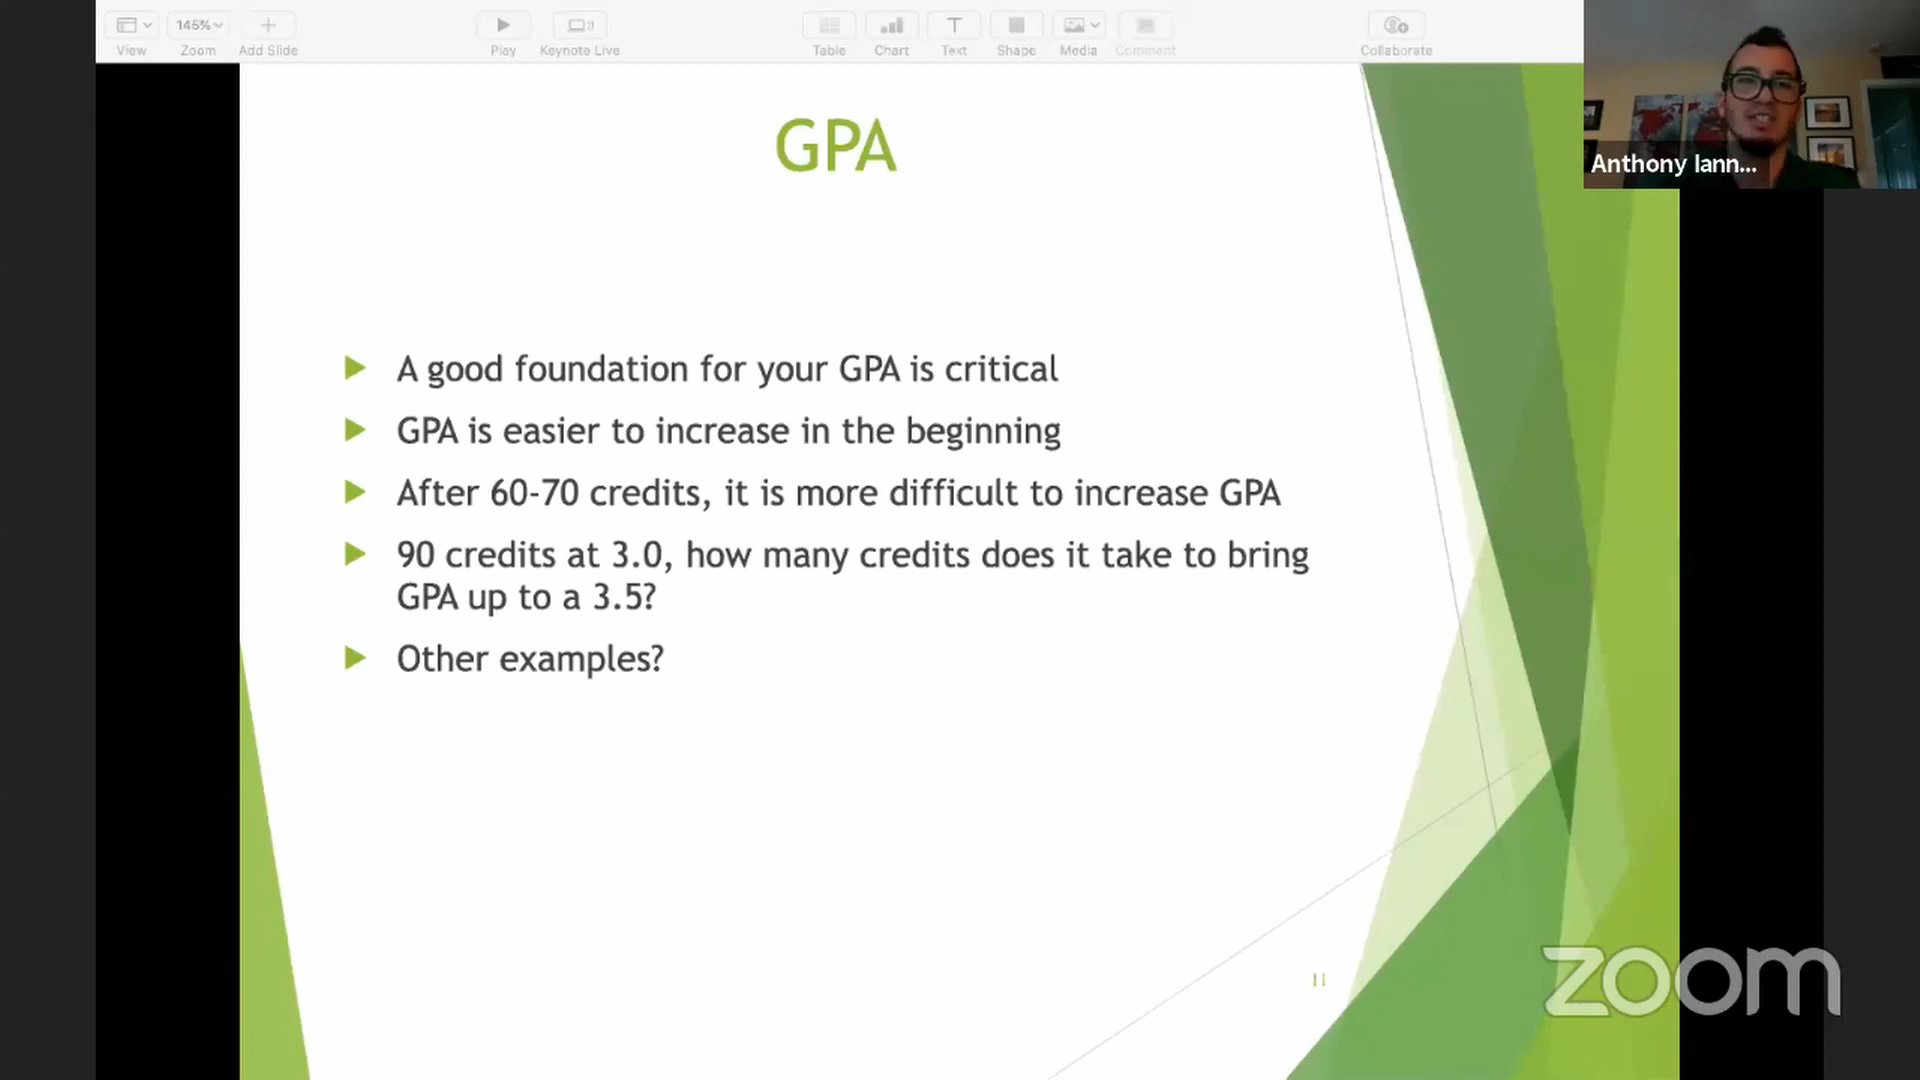 145%
View
Zoom
Add Slide
Play
Keynote Live
Table
Chart
Text
Shape
Media
Comment
Collaborate
Anthony Iann...
GPA
A good foundation for your GPA is critical
GPA is easier to increase in the beginning
After 60-70 credits, it is more difficult to increase GPA
90 credits at 3.0, how many credits does it take to bring
GPA up to a 3.5?
Other examples?
11
zoom